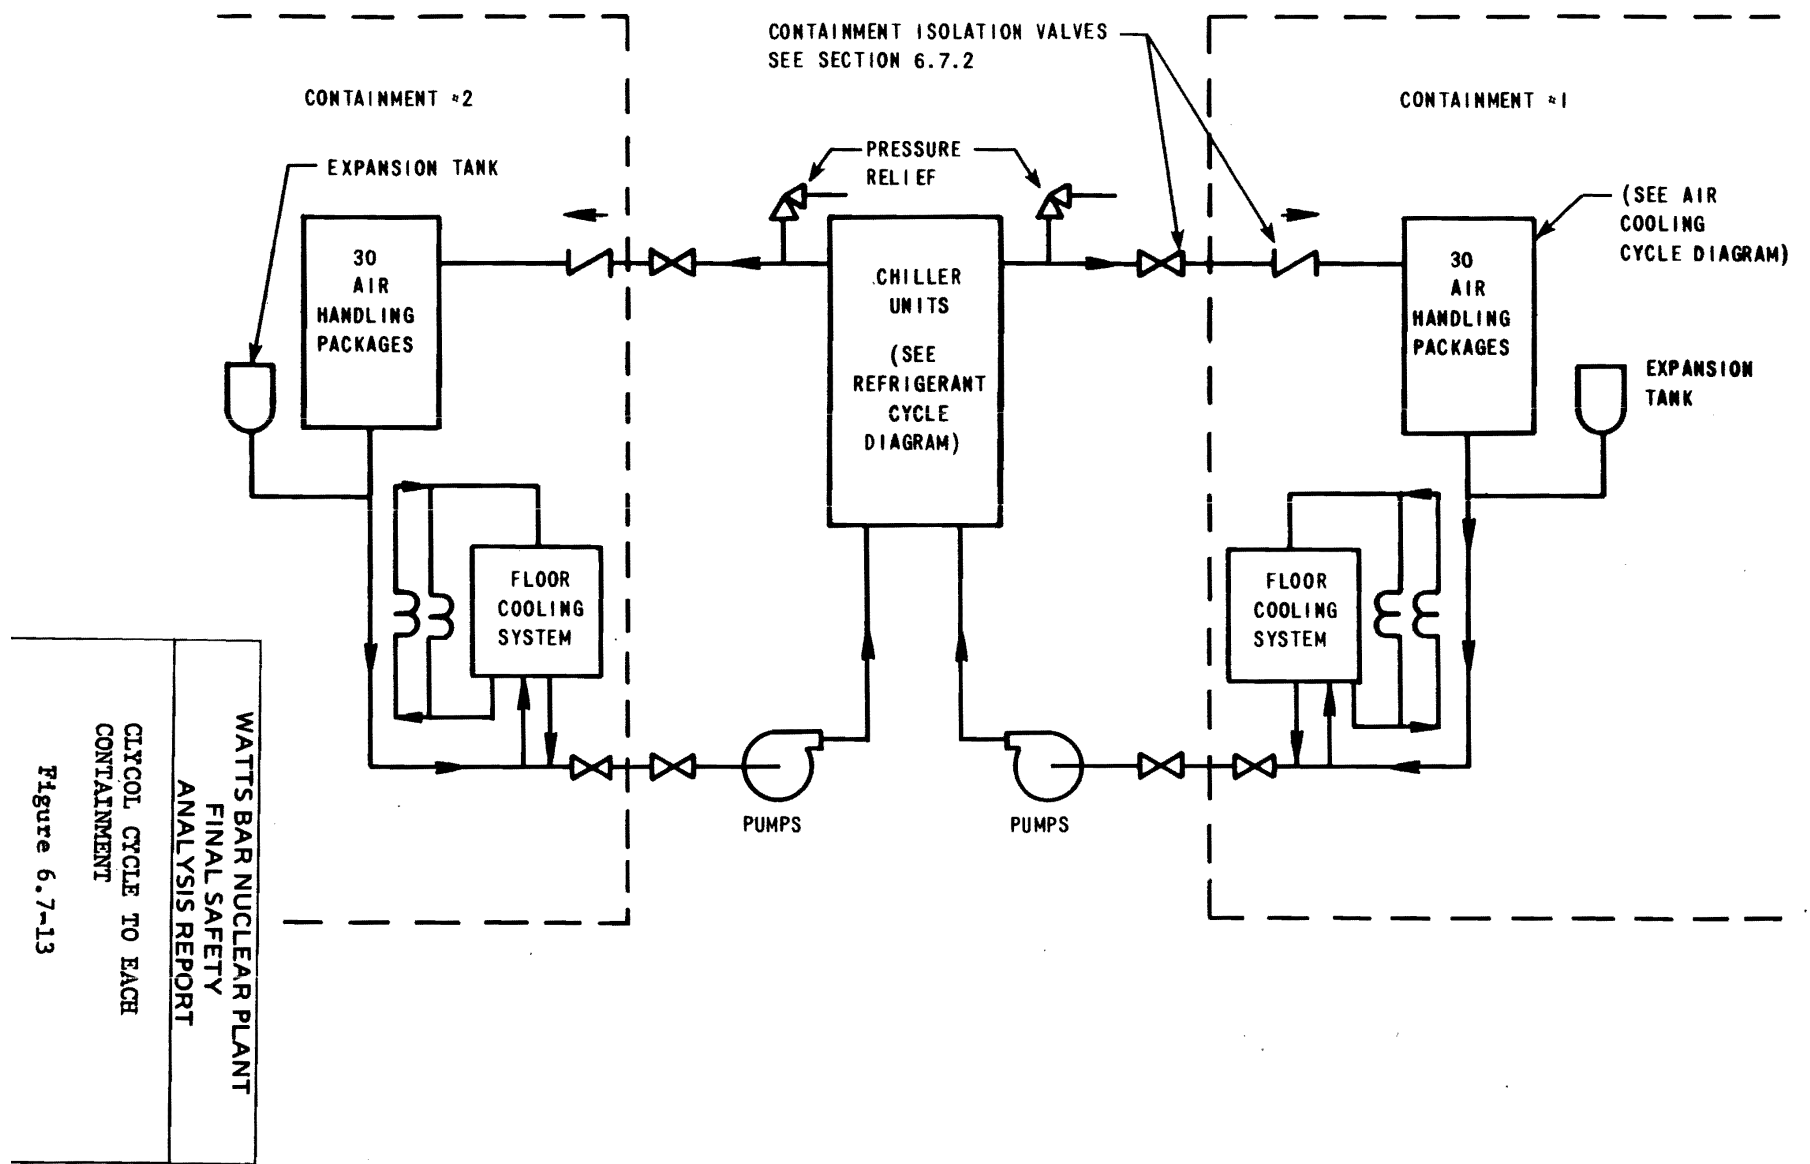 CONTAINMENT ISOLATION VALVES
SEE SECTION 6.7.2
CONTAINMENT #2
CONTAINMENT #1
EXPANSION TANK
PRESSURE
RELIEF
(SEE AIR
COOLING
CYCLE DIAGRAM)
30
AIR
HANDLING
PACKAGES
CHILLER
UNITS
(SEE
REFRIGERANT
CYCLE
DIAGRAM)
30
AIR
HANDLING
PACKAGES
EXPANSION
TANK
FLOOR
COOLING
SYSTEM
FLOOR
COOLING
SYSTEM
PUMPS
PUMPS
WATTS BAR NUCLEAR PLANT
FINAL SAFETY
ANALYSIS REPORT
CLYCOL CYCLE TO EACH
CONTAINMENT
Figure 6.7-13